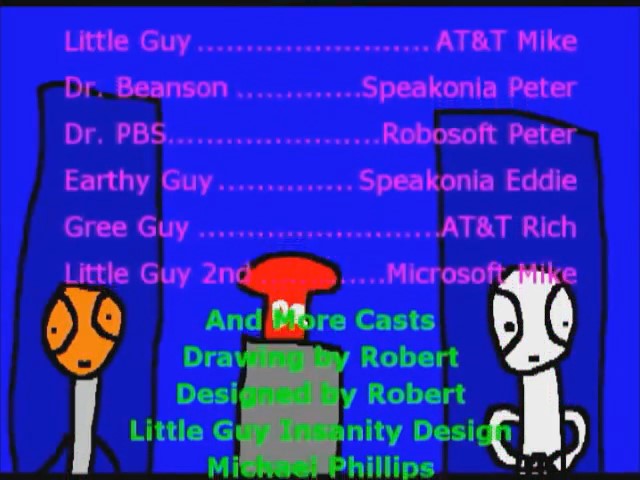 Little Guy ........................ AT&T Mike
Dr. Beanson .............Speakonia Peter
Dr. PBS......................Robosoft Peter
Earthy Guy.............. Speakonia Eddie
Gree Guy .........................AT&T Rich
Little Guy 2nd .............Microsoft Mike
And More Casts
Drawing by Robert
Designed by Robert
Little Guy Insanity Design
Michael Phillips